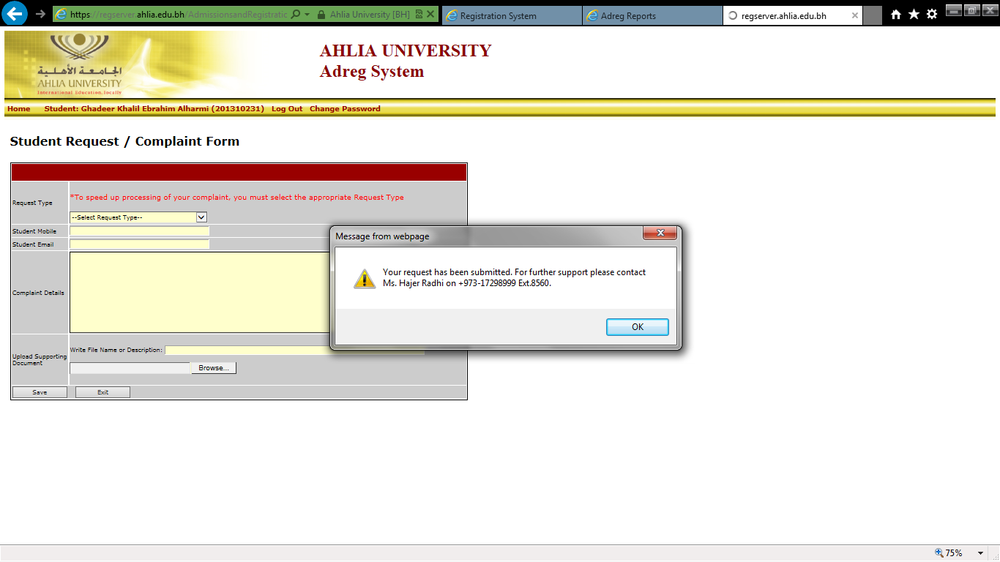 https://regserver.ahlia.edu.bh/AdmissionsandRegistratic
Ahlia University [BH]
Registration System
Adreg Reports
regserver.ahlia.edu.bh
الجامعة الأهلية
AHLIA UNIVERSITY
International Education, locally
AHLIA UNIVERSITY
Adreg System
Home Student: Ghadeer Khalil Ebrahim Alharmi (201310231) Log Out Change Password
Student Request / Complaint Form
Request Type
*To speed up processing of your complaint, you must select the appropriate Request Type
--Select Request Type--
Student Mobile
Student Email
Complaint Details
Upload Supporting
Document
Write File Name or Description:
Browse...
Save
Exit
Message from webpage
Your request has been submitted. For further support please contact
Ms. Hajer Radhi on +973-17298999 Ext.8560.
OK
75%